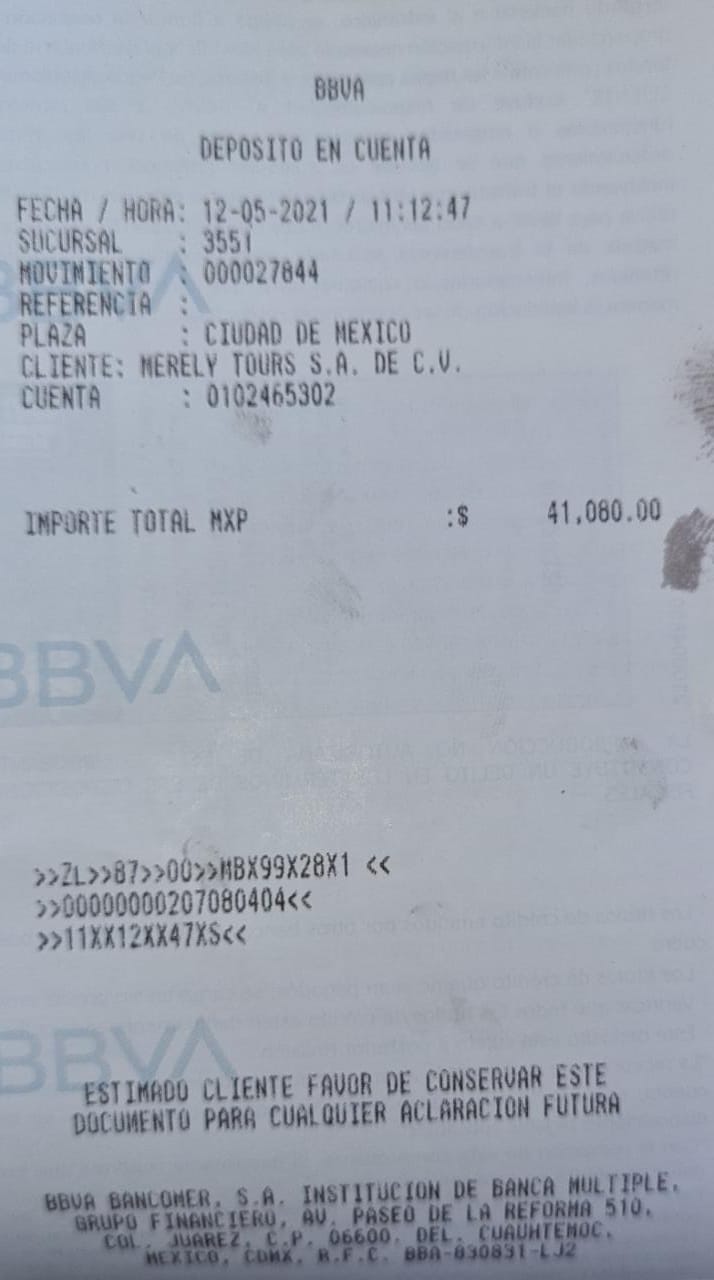 BBVA
DEPOSITO EN CUENTA
FECHA / HORA: 12-05-2021 / 11:12:47
SUCURSAL : 3551
MOVIMIENTO : 000027844
REFERENCIA :
PLAZA : CIUDAD DE MEXICO
CLIENTE: MERELY TOURS S.A. DE C.V.
CUENTA : 0102465302
IMPORTE TOTAL MXP :$ 41,080.00
BBVA
>>ZL>>87>>00>>MBX99X28X1 <<
>>00000000207080404<<
>>11XX12XX47XS<<
BBVA
ESTIMADO CLIENTE FAVOR DE CONSERVAR ESTE
DOCUMENTO PARA CUALQUIER ACLARACION FUTURA
BBVA BANCOMER, S.A. INSTITUCION DE BANCA MULTIPLE,
GRUPO FINANCIERO, AV. PASEO DE LA REFORMA 510,
COL. JUAREZ, C.P. 06600, DEL. CUAUHTEMOC,
MEXICO, CDMX, R.F.C. BBA-830831-LJ2